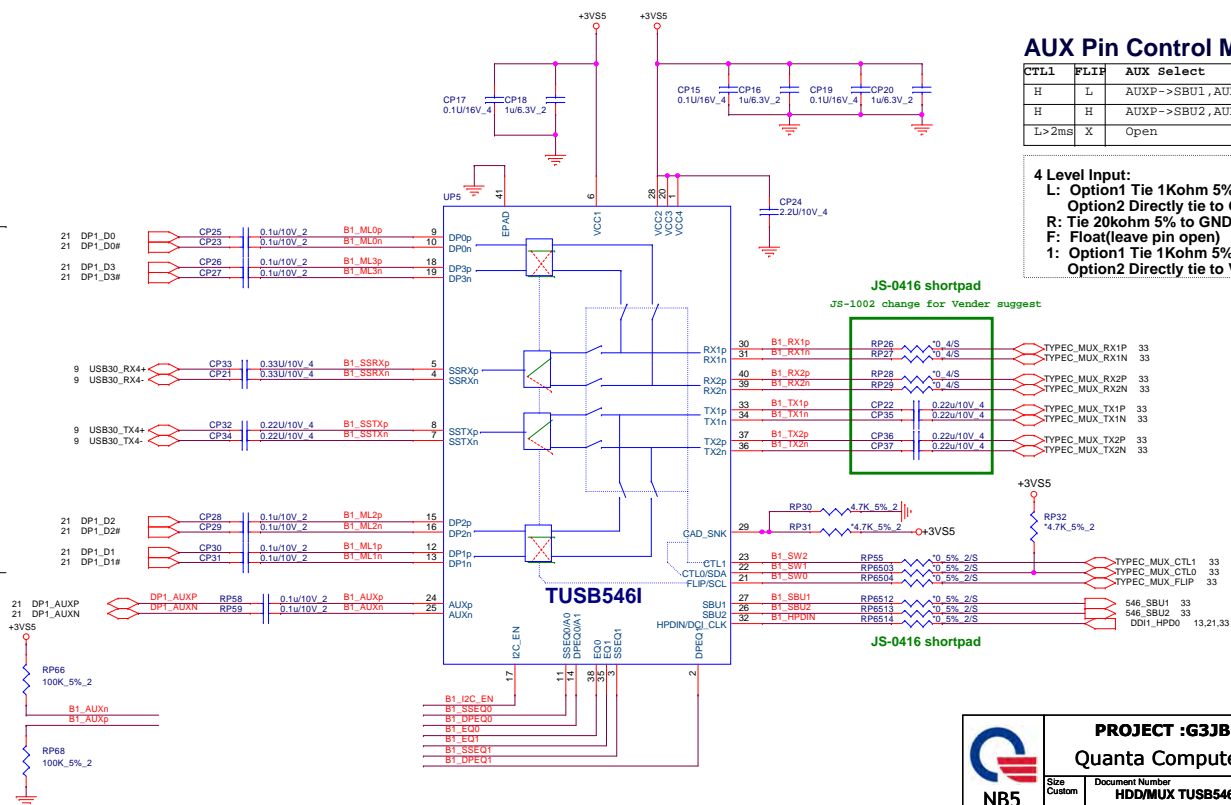 +3VS5
+3VS5
AUX Pin Control M
CTL1 FLIP AUX Select
H L AUXP->SBU1,AU
H H AUXP->SBU2,AU
L>2ms X Open
CP17
0.1U/16V_4
CP18
1u/6.3V_2
CP15
0.1U/16V_4
CP16
1u/6.3V_2
CP19
0.1U/16V_4
CP20
1u/6.3V_2
4 Level Input:
L: Option1 Tie 1Kohm 5%
Option2 Directly tie to
R: Tie 20kohm 5% to GND
F: Float(leave pin open)
1: Option1 Tie 1Kohm 5%
Option2 Directly tie to
UP5
41
EPAD
6
VCC1
28
VCC2
20
VCC3
1
VCC4
CP24
2.2U/10V_4
21 DP1_D0 CP25 0.1u/10V_2 B1_ML0p 9 DP0p
21 DP1_D0# CP23 0.1u/10V_2 B1_ML0n 10 DP0n
21 DP1_D3 CP26 0.1u/10V_2 B1_ML3p 18 DP3p
21 DP1_D3# CP27 0.1u/10V_2 B1_ML3n 19 DP3n
JS-0416 shortpad
JS-1002 change for Vender suggest
9 USB30_RX4+ CP33 0.33U/10V_4 B1_SSRXp 5 SSRXp
9 USB30_RX4- CP21 0.33U/10V_4 B1_SSRXn 4 SSRXn
9 USB30_TX4+ CP32 0.22U/10V_4 B1_SSTXp 8 SSTXp
9 USB30_TX4- CP34 0.22U/10V_4 B1_SSTXn 7 SSTXn
RX1p 30 B1_RX1p RP26 *0_4/S TYPEC_MUX_RX1P 33
RX1n 31 B1_RX1n RP27 *0_4/S TYPEC_MUX_RX1N 33
RX2p 40 B1_RX2p RP28 *0_4/S TYPEC_MUX_RX2P 33
RX2n 39 B1_RX2n RP29 *0_4/S TYPEC_MUX_RX2N 33
TX1p 33 B1_TX1p CP22 0.22u/10V_4 TYPEC_MUX_TX1P 33
TX1n 34 B1_TX1n CP35 0.22u/10V_4 TYPEC_MUX_TX1N 33
TX2p 37 B1_TX2p CP36 0.22u/10V_4 TYPEC_MUX_TX2P 33
TX2n 36 B1_TX2n CP37 0.22u/10V_4 TYPEC_MUX_TX2N 33
21 DP1_D2 CP28 0.1u/10V_2 B1_ML2p 15 DP2p
21 DP1_D2# CP29 0.1u/10V_2 B1_ML2n 16 DP2n
21 DP1_D1 CP30 0.1u/10V_2 B1_ML1p 12 DP1p
21 DP1_D1# CP31 0.1u/10V_2 B1_ML1n 13 DP1n
+3VS5
RP32
*4.7K_5%_2
RP30 4.7K_5%_2
CAD_SNK 29 RP31 *4.7K_5%_2 +3VS5
CTL1 23 B1_SW2 RP55 *0_5%_2/S TYPEC_MUX_CTL1 33
CTL0/SDA 22 B1_SW1 RP6503 *0_5%_2/S TYPEC_MUX_CTL0 33
FLIP/SCL 21 B1_SW0 RP6504 *0_5%_2/S TYPEC_MUX_FLIP 33
TUSB546I
21 DP1_AUXP DP1_AUXP RP58 0.1u/10V_2 B1_AUXp 24 AUXp
21 DP1_AUXN DP1_AUXN RP59 0.1u/10V_2 B1_AUXn 25 AUXn
SBU1 27 B1_SBU1 RP6512 *0_5%_2/S 546_SBU1 33
SBU2 26 B1_SBU2 RP6513 *0_5%_2/S 546_SBU2 33
HPDIN/DCI_CLK 32 B1_HPDIN RP6514 *0_5%_2/S DDI1_HPD0 13,21,33
JS-0416 shortpad
+3VS5
RP66
100K_5%_2
B1_AUXn
B1_AUXp
RP68
100K_5%_2
I2C_EN
17
SSEQ0/A0
11
DPEQ0/A1
14
EQ0
38
EQ1
35
SSEQ1
3
DPEQ1
2
B1_I2C_EN
B1_SSEQ0
B1_DPEQ0
B1_EQ0
B1_EQ1
B1_SSEQ1
B1_DPEQ1
NB5
PROJECT :G3JB
Quanta Compute
Size
Custom
Document Number
HDD/MUX TUSB546